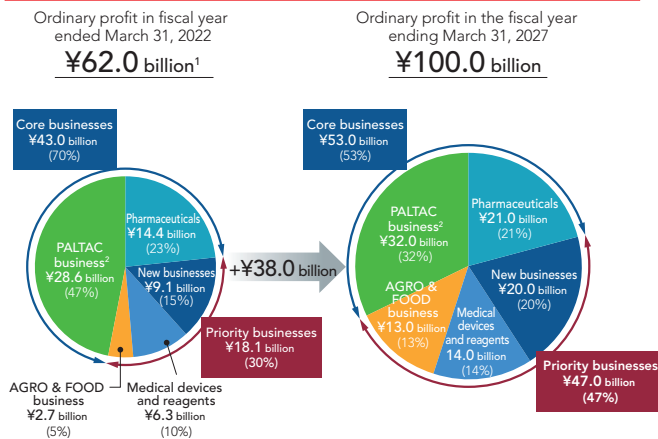 Ordinary profit in fiscal year
ended March 31, 2022
¥62.0 billion¹
Ordinary profit in the fiscal year
ending March 31, 2027
¥100.0 billion
Core businesses
¥43.0 billion
(70%)
Pharmaceuticals
¥14.4 billion
(23%)
PALTAC
business²
¥28.6 billion
(47%)
New businesses
¥9.1 billion
(15%)
Priority businesses
¥18.1 billion
(30%)
AGRO & FOOD
business
¥2.7 billion
(5%)
Medical devices
and reagents
¥6.3 billion
(10%)
+¥38.0 billion
Core businesses
¥53.0 billion
(53%)
Pharmaceuticals
¥21.0 billion
(21%)
PALTAC
business²
¥32.0 billion
(32%)
New businesses
¥20.0 billion
(20%)
AGRO &
FOOD
business
¥13.0 billion
(13%)
Medical
devices
and reagents
14.0 billion
(14%)
Priority businesses
¥47.0 billion
(47%)